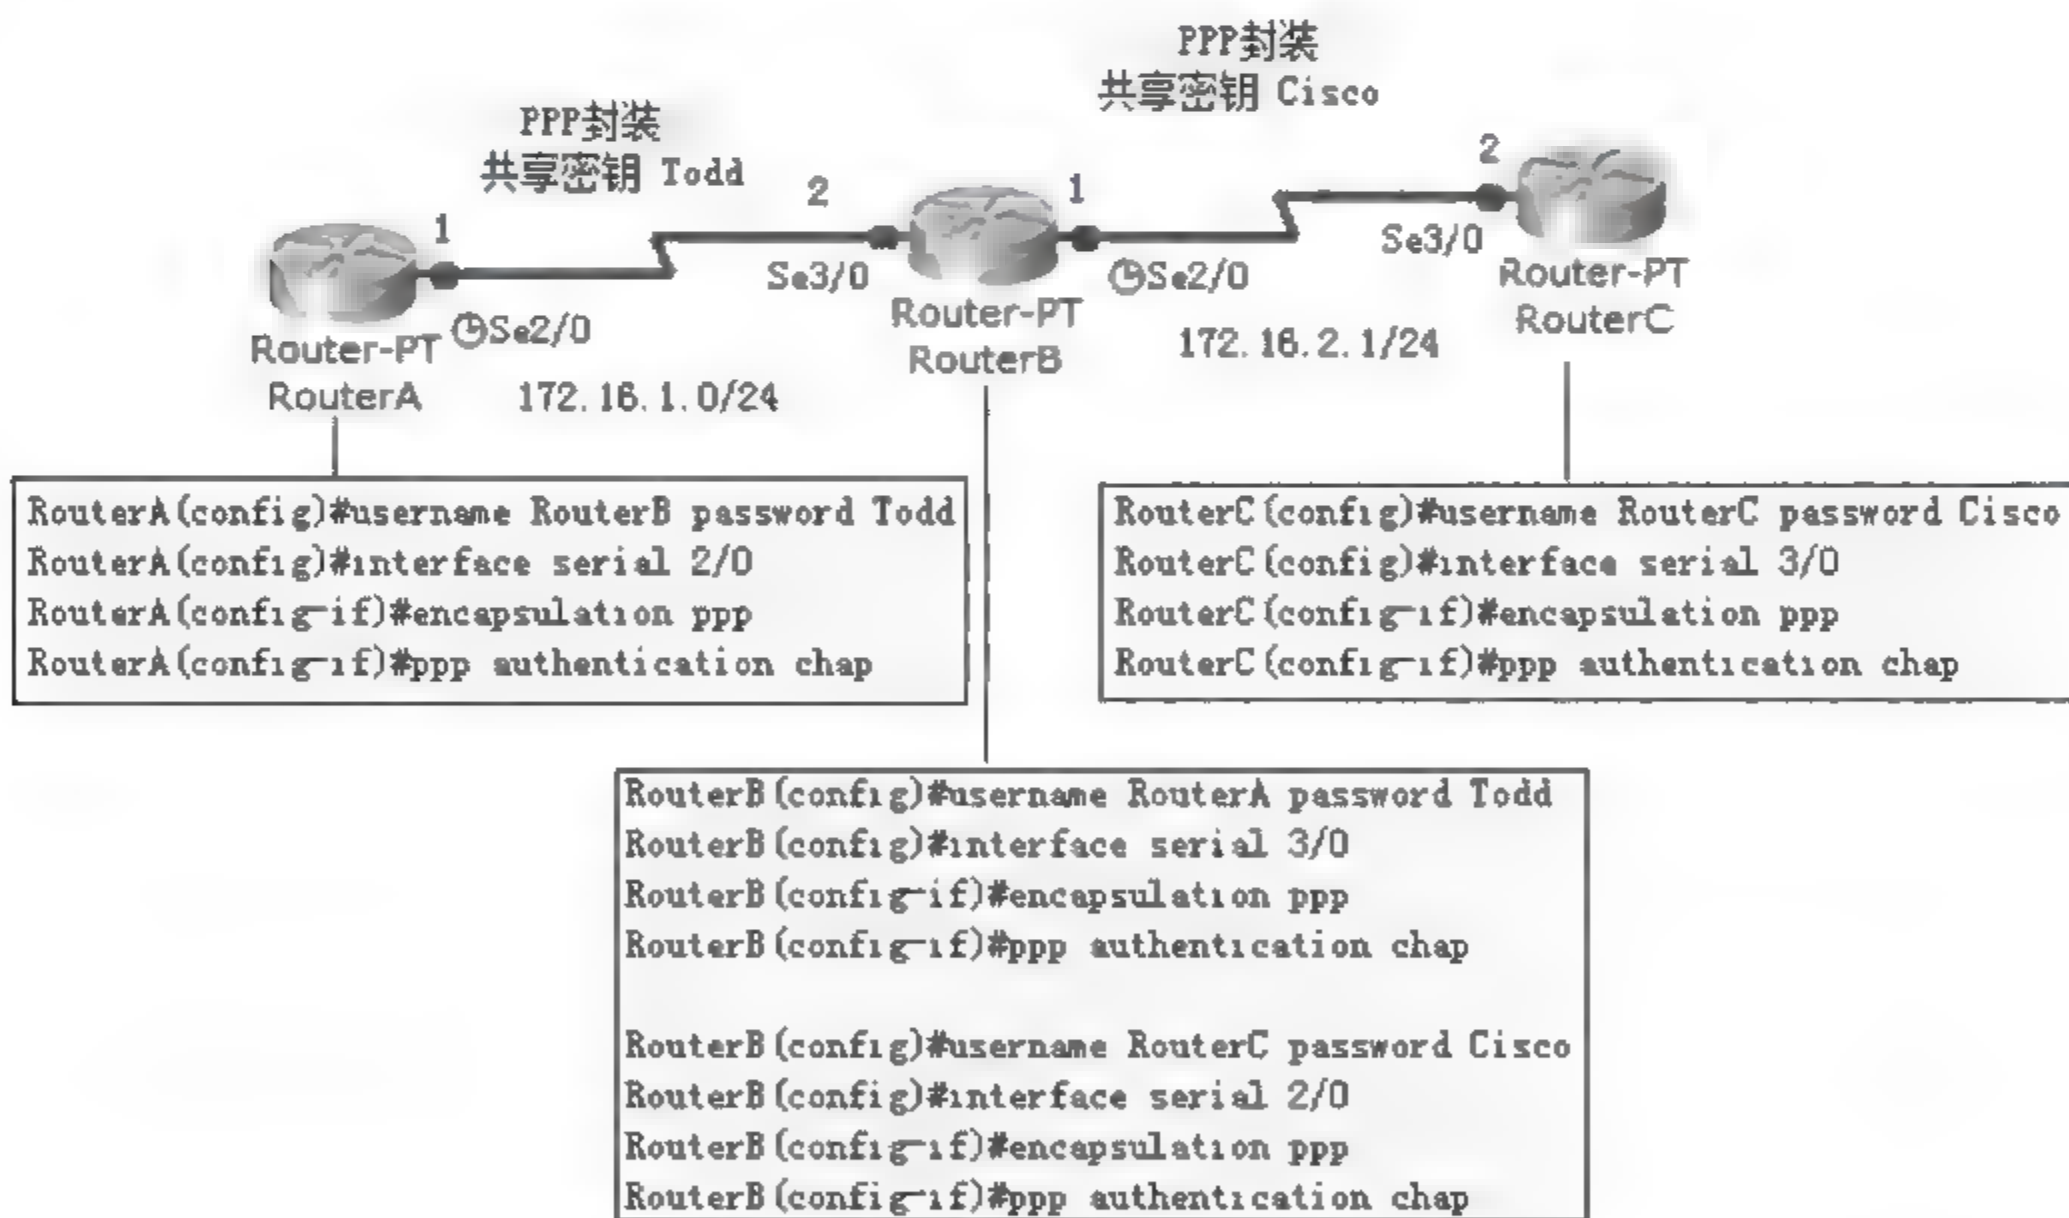 PPP封装
共享密钥 Cisco
PPP封装
共享密钥 Todd
1
2
1
2
Se2/0
Se3/0
Se2/0
Se3/0
Router-PT
RouterA
Router-PT
RouterB
Router-PT
RouterC
172.16.1.0/24
172.16.2.1/24
RouterA(config)#username RouterB password Todd
RouterA(config)#interface serial 2/0
RouterA(config-if)#encapsulation ppp
RouterA(config-if)#ppp authentication chap
RouterC(config)#username RouterC password Cisco
RouterC(config)#interface serial 3/0
RouterC(config-if)#encapsulation ppp
RouterC(config-if)#ppp authentication chap
RouterB(config)#username RouterA password Todd
RouterB(config)#interface serial 3/0
RouterB(config-if)#encapsulation ppp
RouterB(config-if)#ppp authentication chap
RouterB(config)#username RouterC password Cisco
RouterB(config)#interface serial 2/0
RouterB(config-if)#encapsulation ppp
RouterB(config-if)#ppp authentication chap